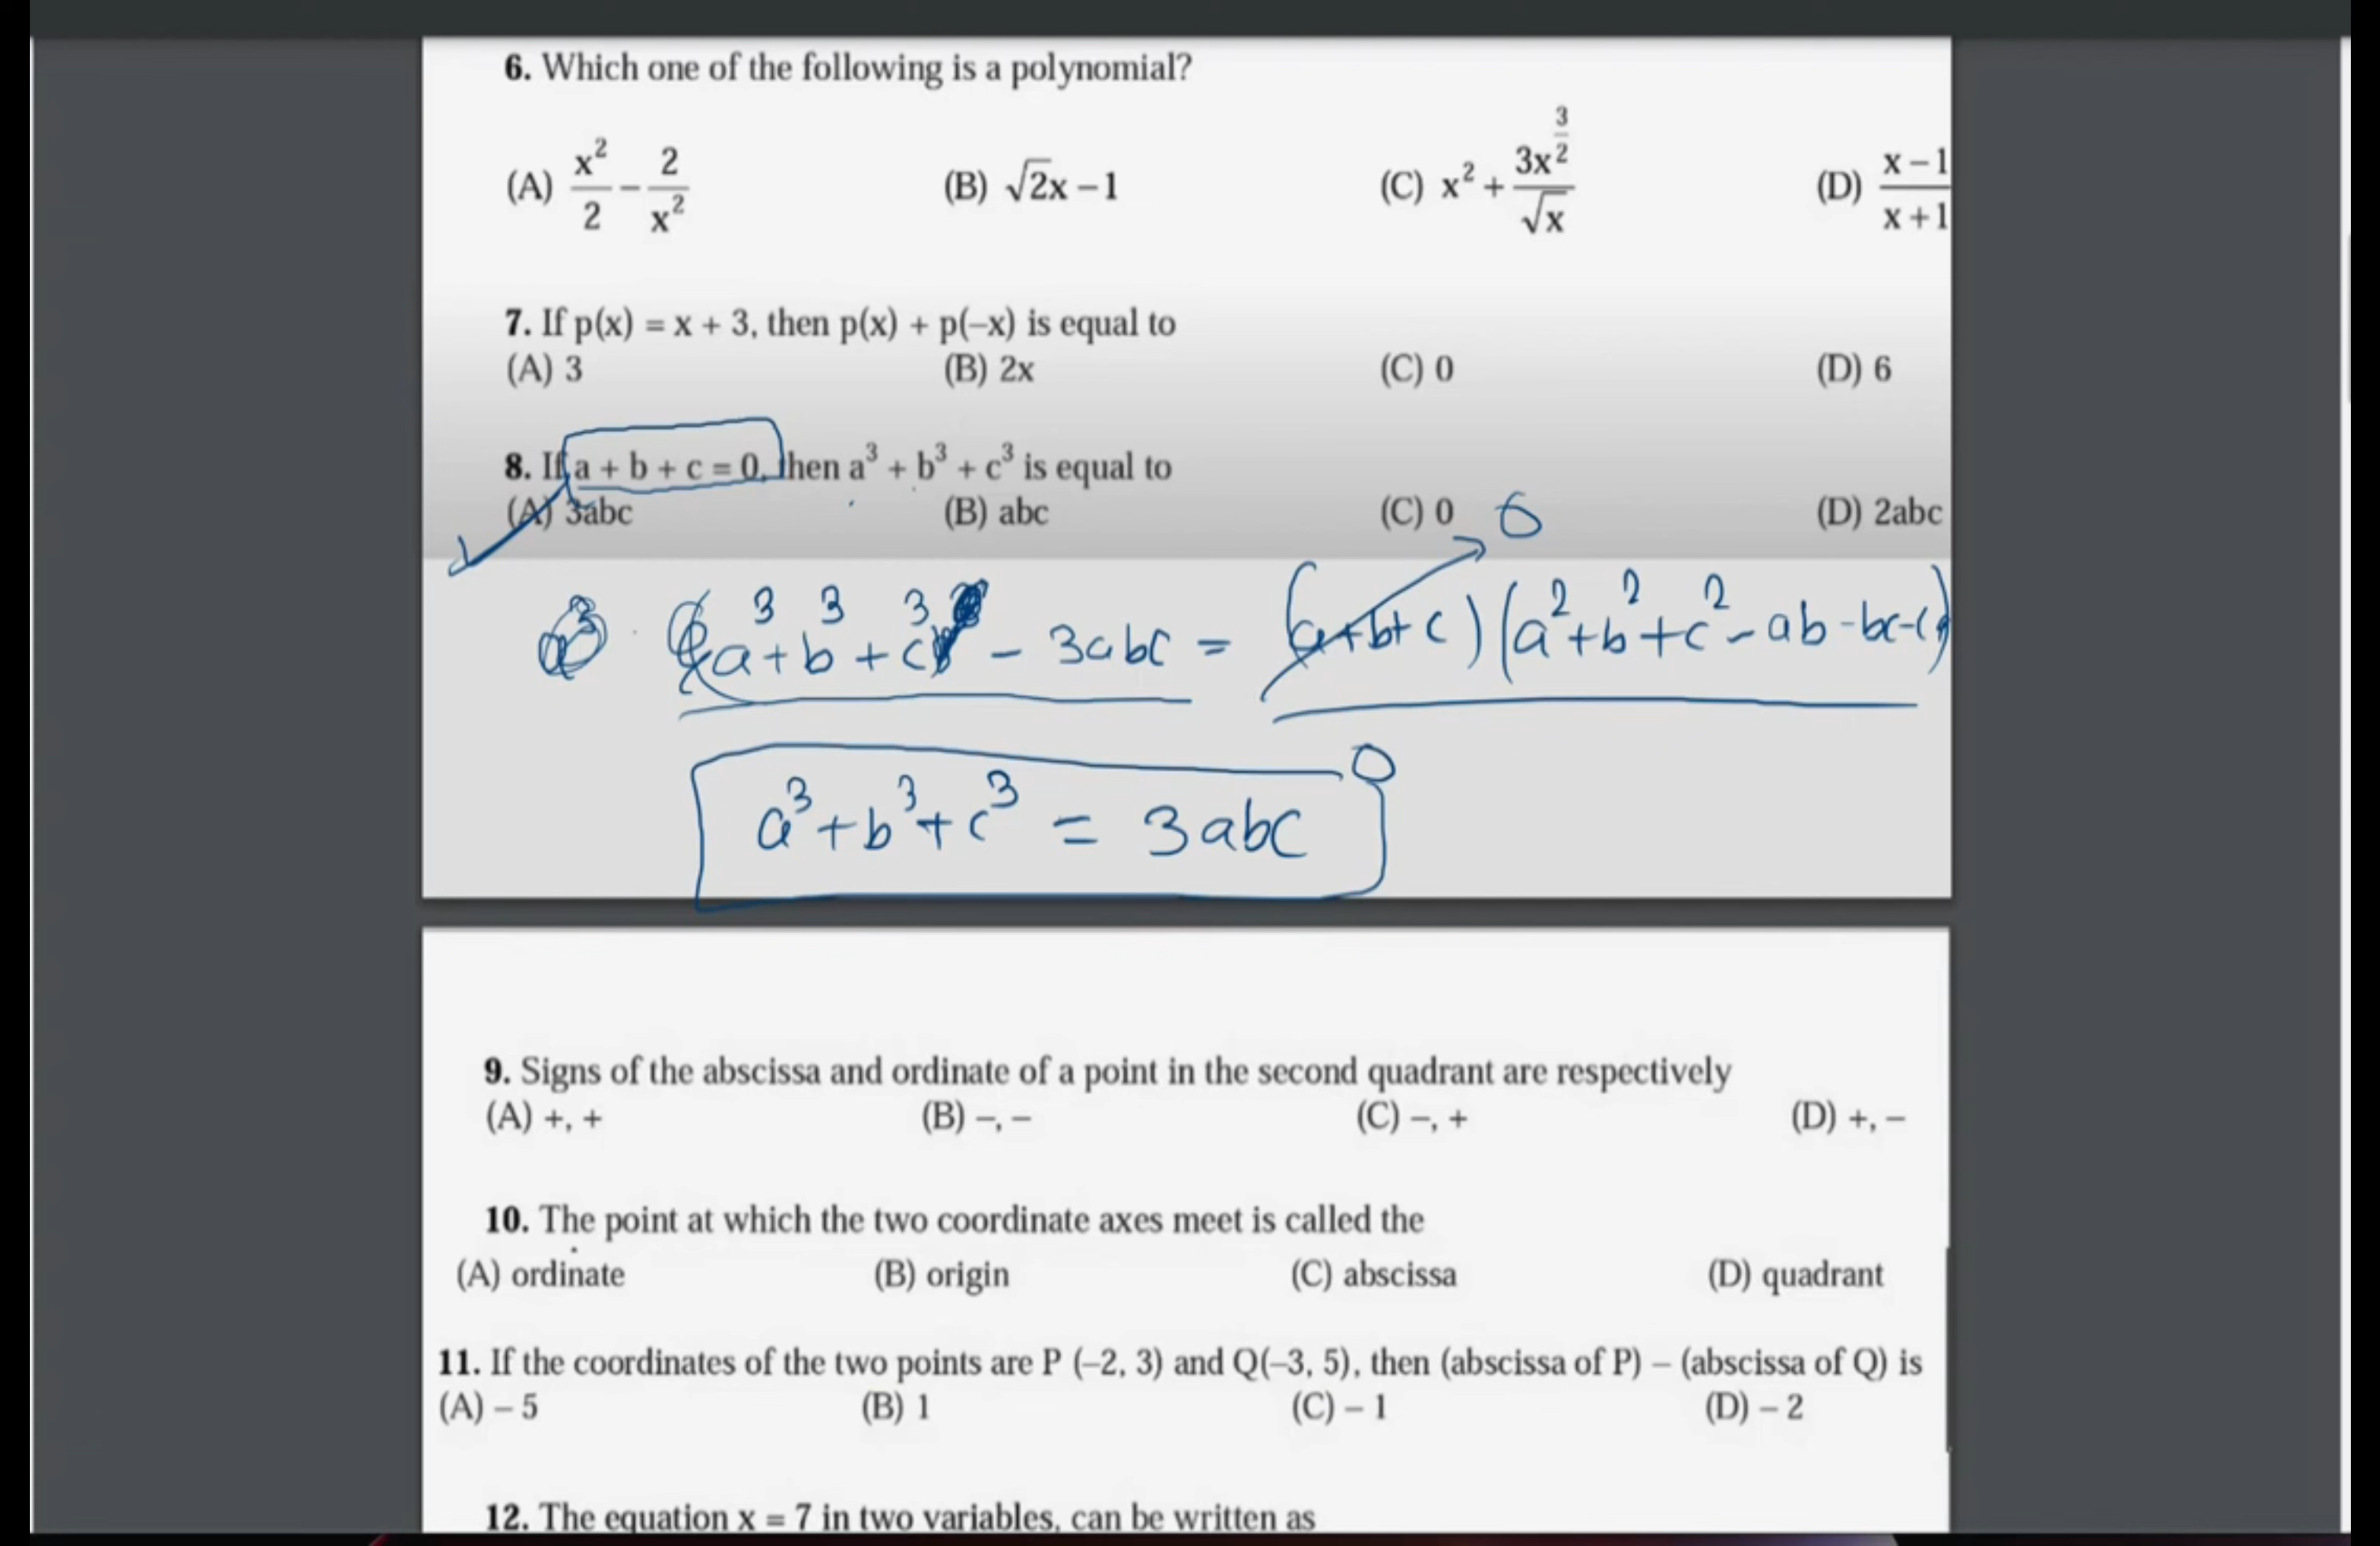 6. Which one of the following is a polynomial?
(A) x²/2 − 2/x² (B) √2x − 1 (C) x² + 3x^(3/2)/√x (D) x − 1/x + 1
7. If p(x) = x + 3, then p(x) + p(–x) is equal to
(A) 3 (B) 2x (C) 0 (D) 6
8. If a + b + c = 0, then a³ + b³ + c³ is equal to
(A) 3abc (B) abc (C) 0 (D) 2abc
0
a³ + b³ + c³ − 3abc = (a+b+c)(a²+b²+c²−ab−bc−
a³+b³+c³ = 3abc
9. Signs of the abscissa and ordinate of a point in the second quadrant are respectively
(A) +, + (B) –, – (C) –, + (D) +, –
10. The point at which the two coordinate axes meet is called the
(A) ordinate (B) origin (C) abscissa (D) quadrant
11. If the coordinates of the two points are P (–2, 3) and Q(–3, 5), then (abscissa of P) – (abscissa of Q) is
(A) – 5 (B) 1 (C) – 1 (D) – 2
12. The equation x = 7 in two variables, can be written as